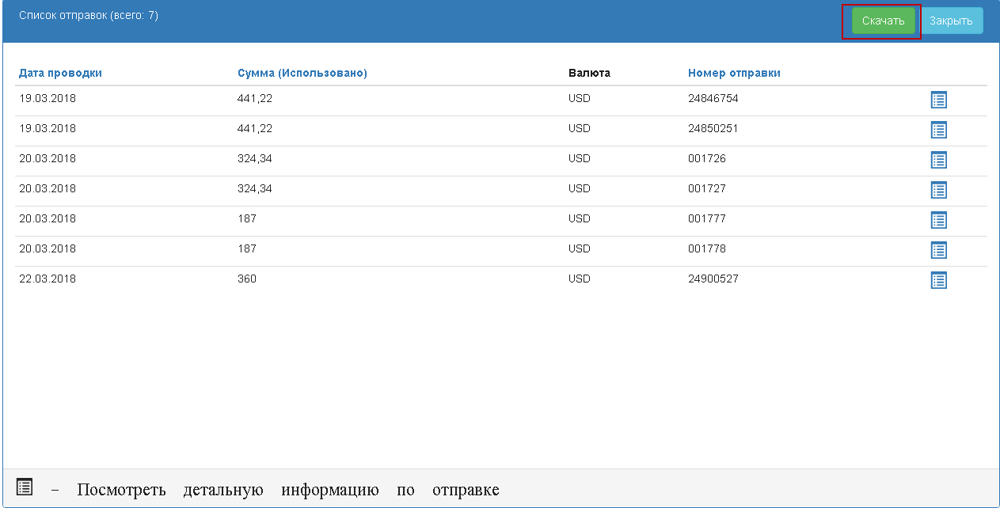 Список отправок (всего: 7) Скачать Закрыть
Дата проводки Сумма (Использовано) Валюта Номер отправки
19.03.2018 441,22 USD 24846754
19.03.2018 441,22 USD 24850251
20.03.2018 324,34 USD 001726
20.03.2018 324,34 USD 001727
20.03.2018 187 USD 001777
20.03.2018 187 USD 001778
22.03.2018 360 USD 24900527
– Посмотреть детальную информацию по отправке